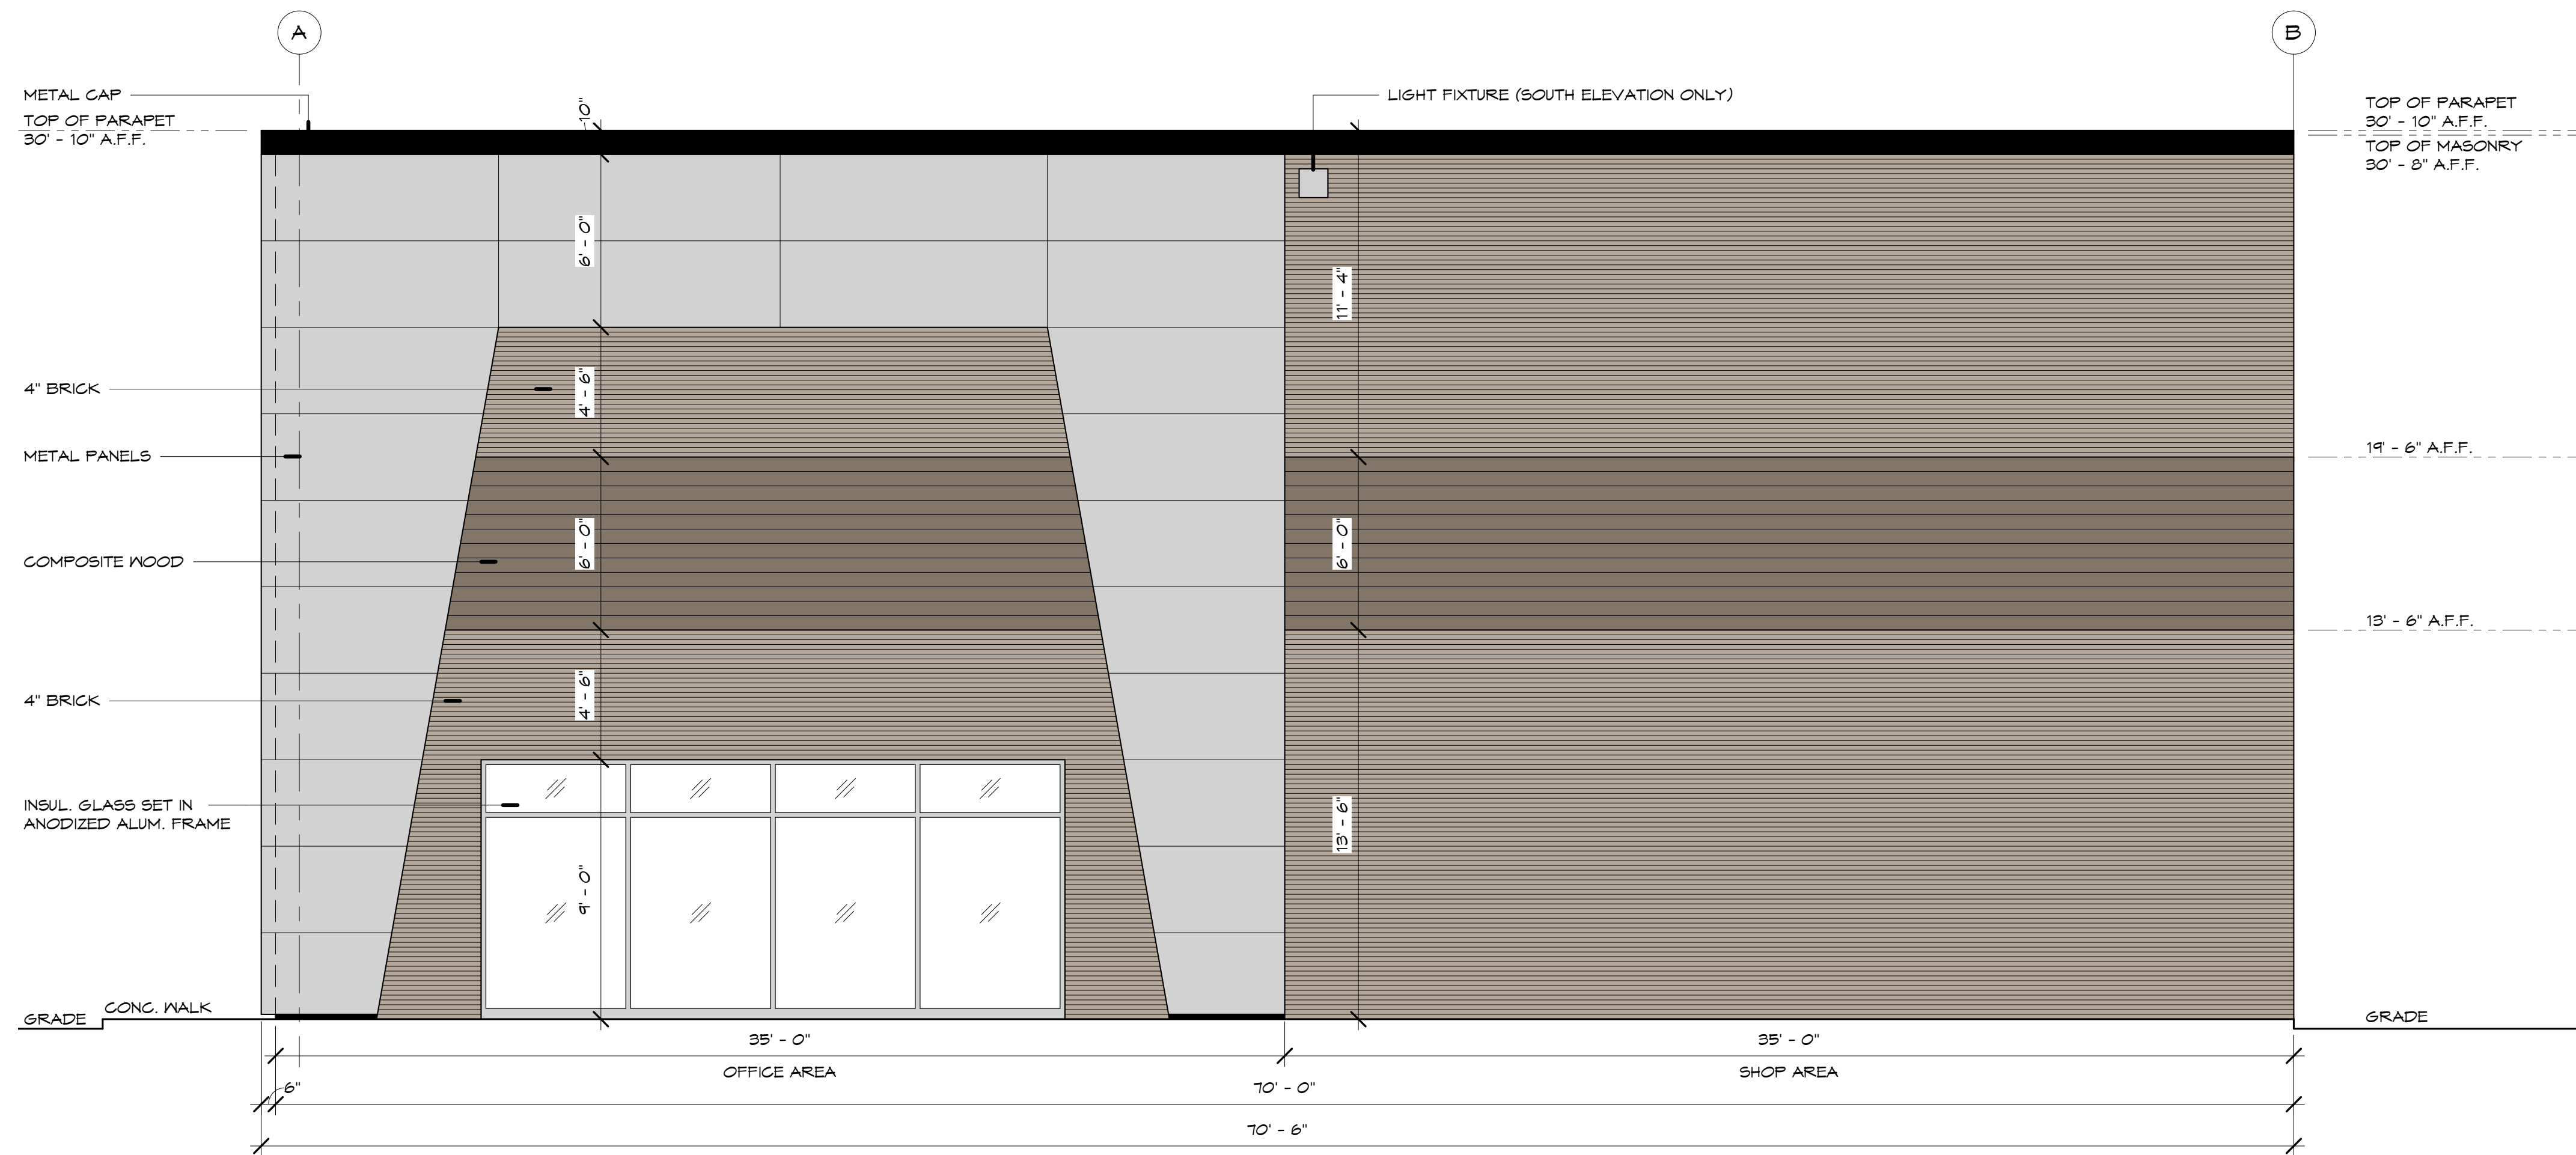 A
B
METAL CAP
TOP OF PARAPET
30' - 10" A.F.F.
10"
LIGHT FIXTURE (SOUTH ELEVATION ONLY)
TOP OF PARAPET
30' - 10" A.F.F.
TOP OF MASONRY
30' - 8" A.F.F.
6' - 0"
11' - 4"
4" BRICK
4' - 6"
METAL PANELS
19' - 6" A.F.F.
COMPOSITE WOOD
6' - 0"
6' - 0"
13' - 6" A.F.F.
4" BRICK
4' - 6"
INSUL. GLASS SET IN
ANODIZED ALUM. FRAME
9' - 0"
13' - 6"
CONC. WALK
GRADE
GRADE
35' - 0"
35' - 0"
OFFICE AREA
SHOP AREA
6"
70' - 0"
70' - 6"